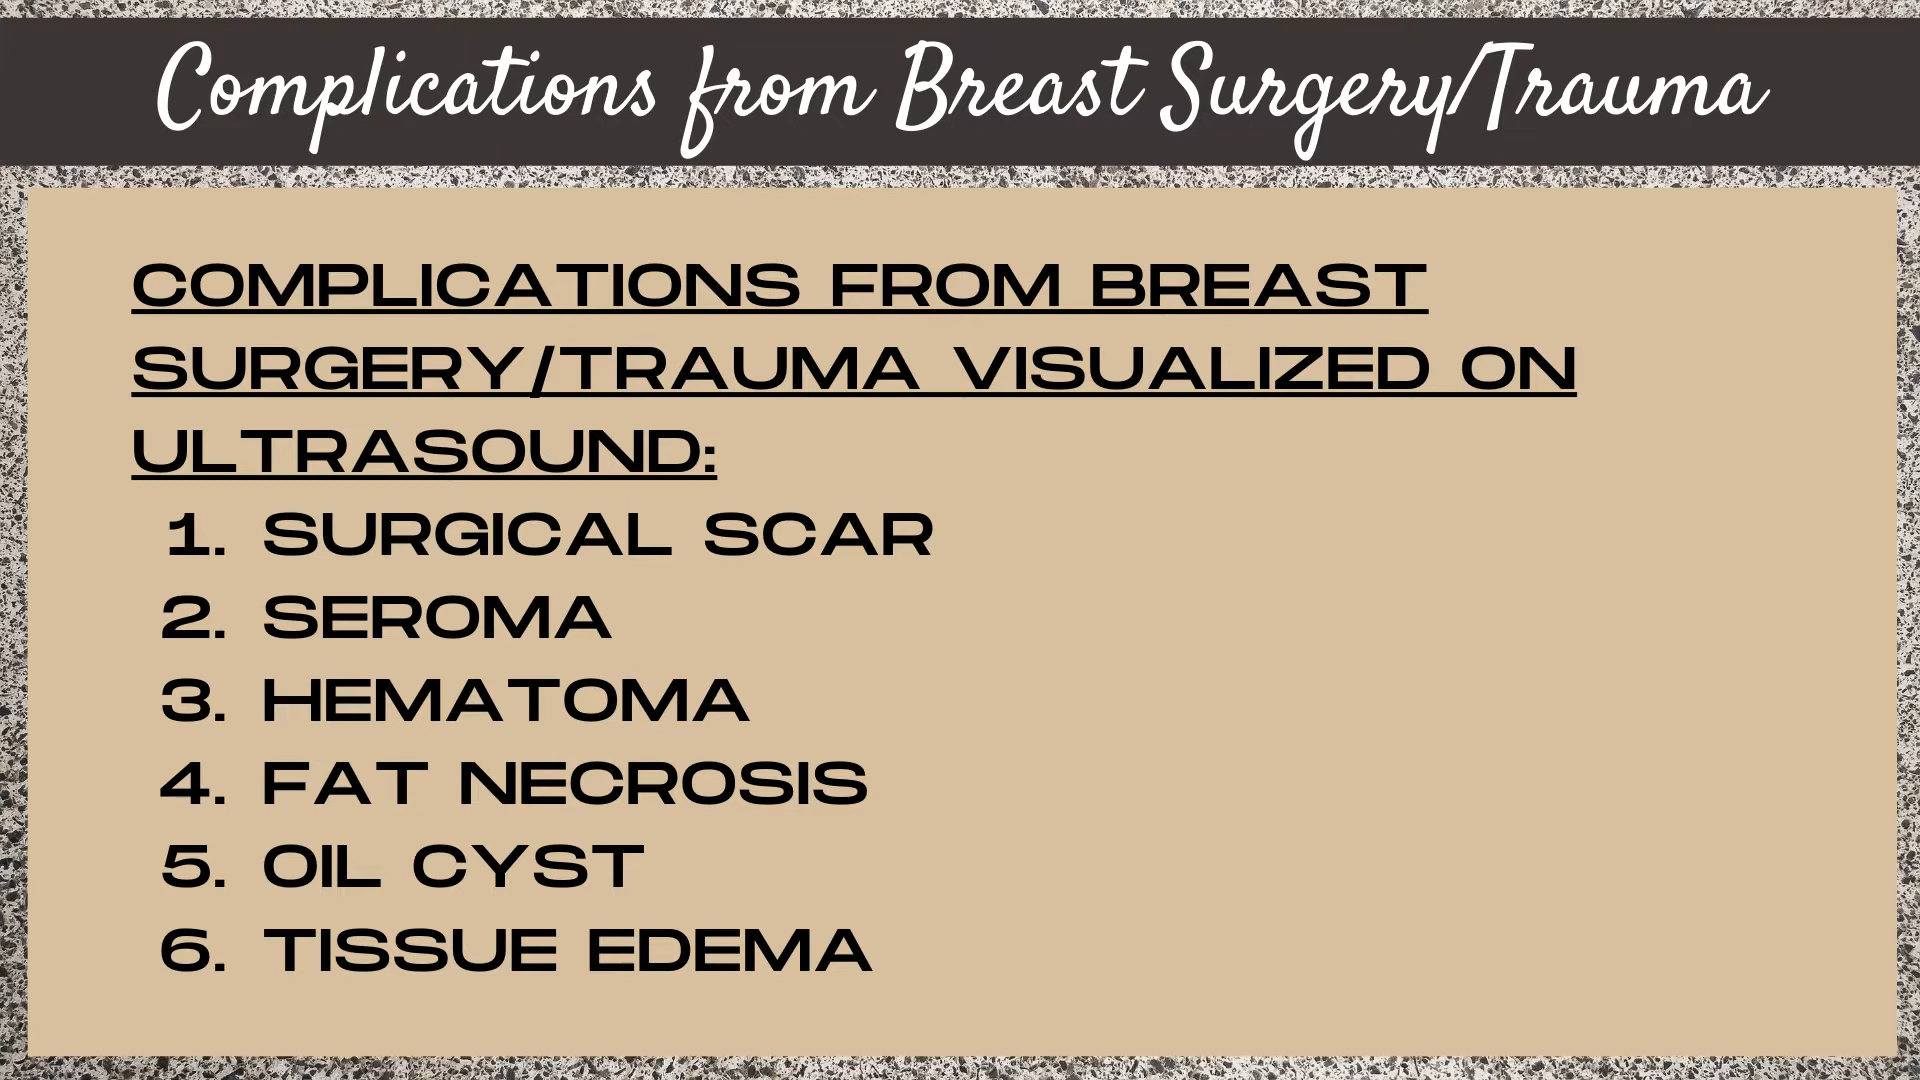 Complications from Breast Surgery/Trauma
COMPLICATIONS FROM BREAST
SURGERY/TRAUMA VISUALIZED ON
ULTRASOUND:
1. SURGICAL SCAR
2. SEROMA
3. HEMATOMA
4. FAT NECROSIS
5. OIL CYST
6. TISSUE EDEMA